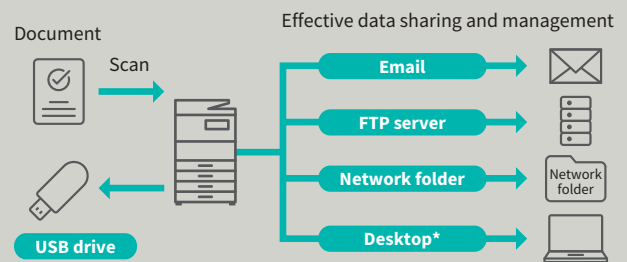 Effective data sharing and management
Document
Scan
Email
FTP server
Network folder
Network
folder
Desktop*
USB drive